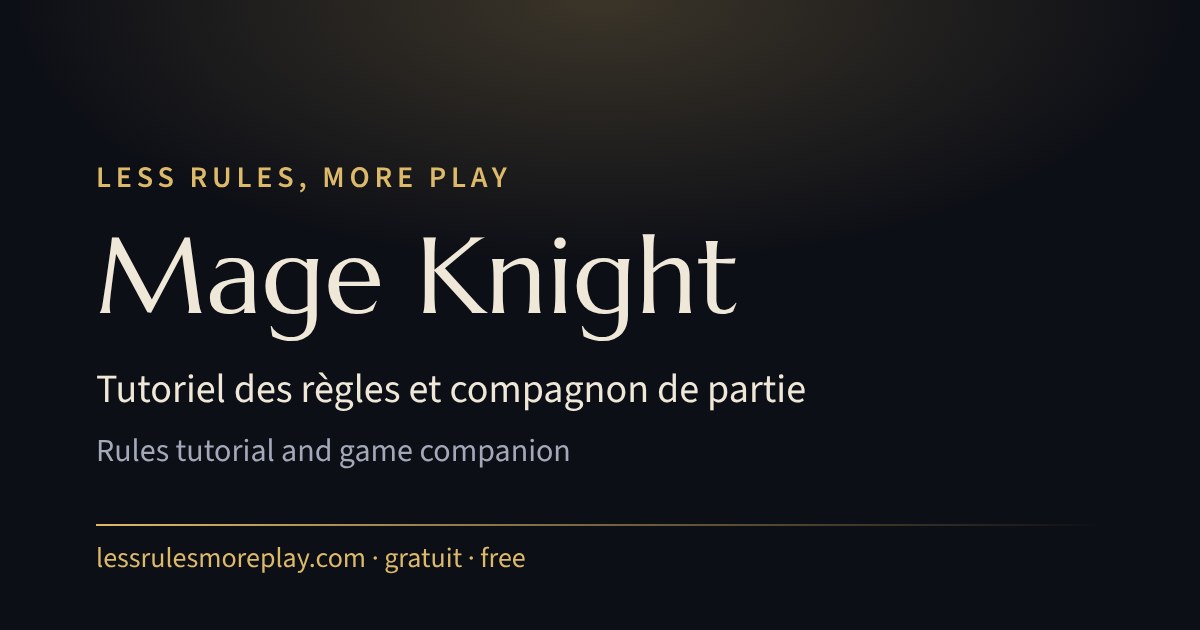 LESS RULES, MORE PLAY
Mage Knight
Tutoriel des règles et compagnon de partie
Rules tutorial and game companion
lessrulesmoreplay.com · gratuit · free